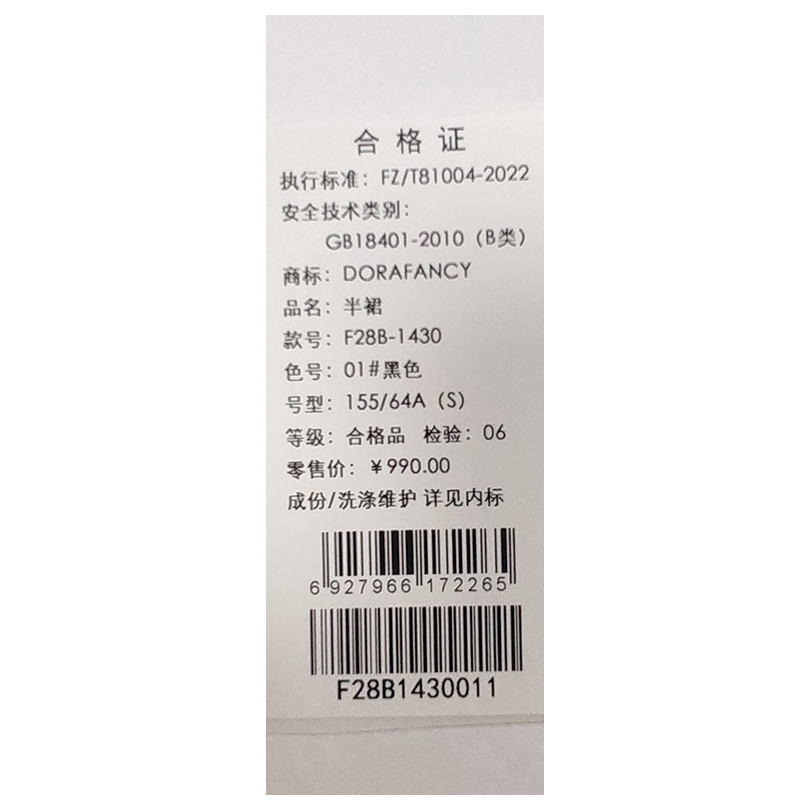 合格证
执行标准：FZ/T81004-2022
安全技术类别：
GB18401-2010（B类）
商标：DORAFANCY
品名：半裙
款号：F28B-1430
色号：01#黑色
号型：155/64A（S）
等级：合格品 检验：06
零售价：￥990.00
成份/洗涤维护 详见内标
6 927966 172265
F28B1430011